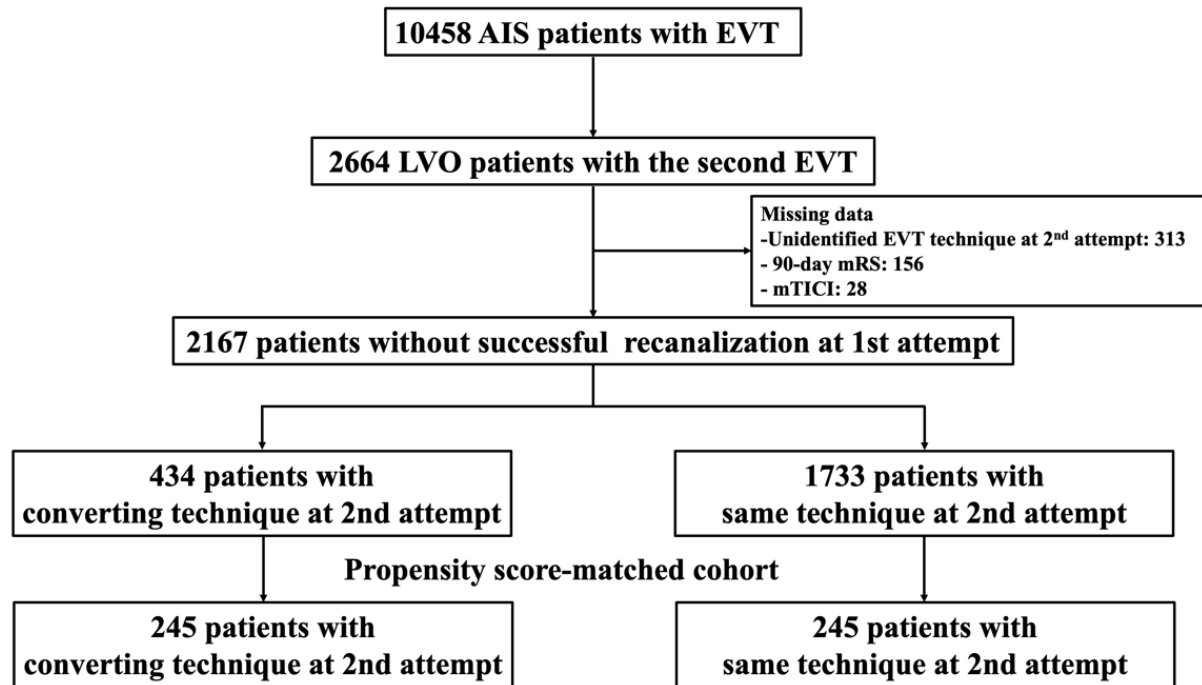 10458 AIS patients with EVT
2664 LVO patients with the second EVT
Missing data
-Unidentified EVT technique at 2nd attempt: 313
- 90-day mRS: 156
- mTICI: 28
2167 patients without successful recanalization at 1st attempt
434 patients with
converting technique at 2nd attempt
1733 patients with
same technique at 2nd attempt
Propensity score-matched cohort
245 patients with
converting technique at 2nd attempt
245 patients with
same technique at 2nd attempt